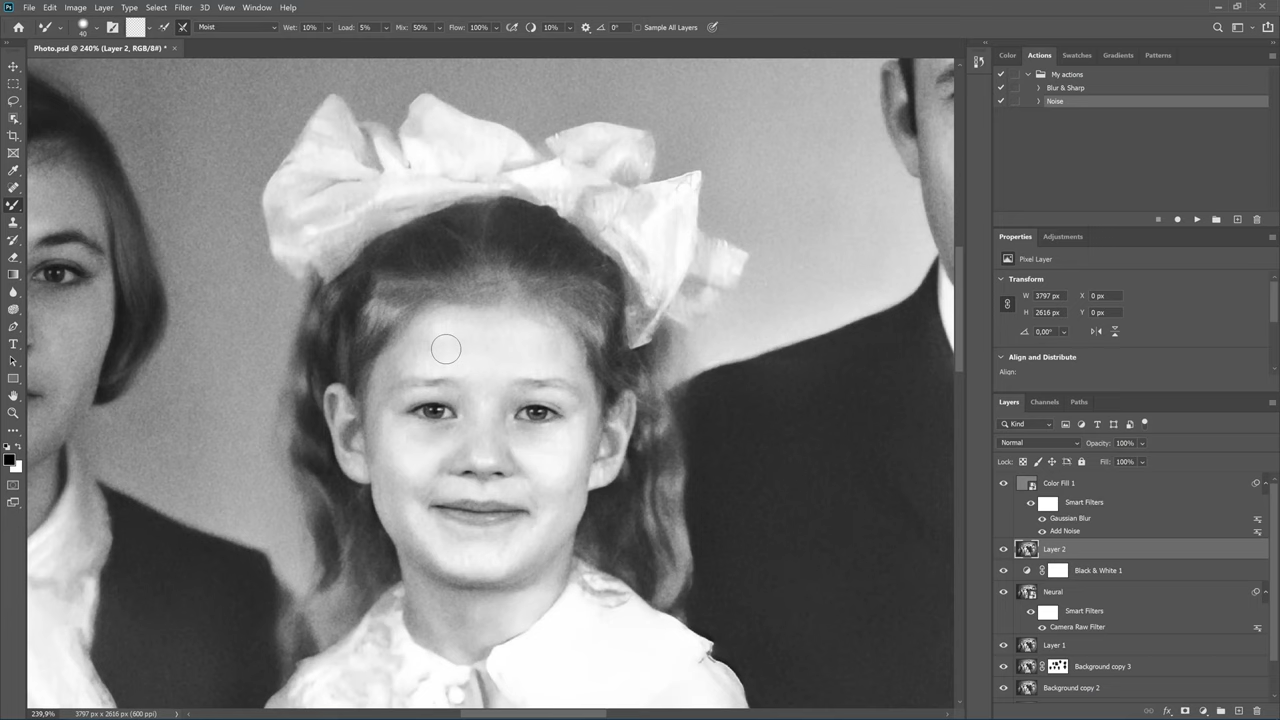 Ps File Edit Image Layer Type Select Filter 3D View Window Help
40 Moist Wet: 10% Load: 5% Mix: 50% Flow: 100% 10% 0° Sample All Layers
Photo.psd @ 240% (Layer 2, RGB/8#) * ×
Color Actions Swatches Gradients Patterns
My actions
Blur & Sharp
Noise
Properties Adjustments
Pixel Layer
Transform
W 3797 px X 0 px
H 2616 px Y 0 px
0,00°
Align and Distribute
Align:
Layers Channels Paths
Kind
Normal Opacity: 100%
Lock: Fill: 100%
Color Fill 1
Smart Filters
Gaussian Blur
Add Noise
Layer 2
Black & White 1
Neural
Smart Filters
Camera Raw Filter
Layer 1
Background copy 3
Background copy 2
239,9% 3797 px x 2616 px (600 ppi)
fx